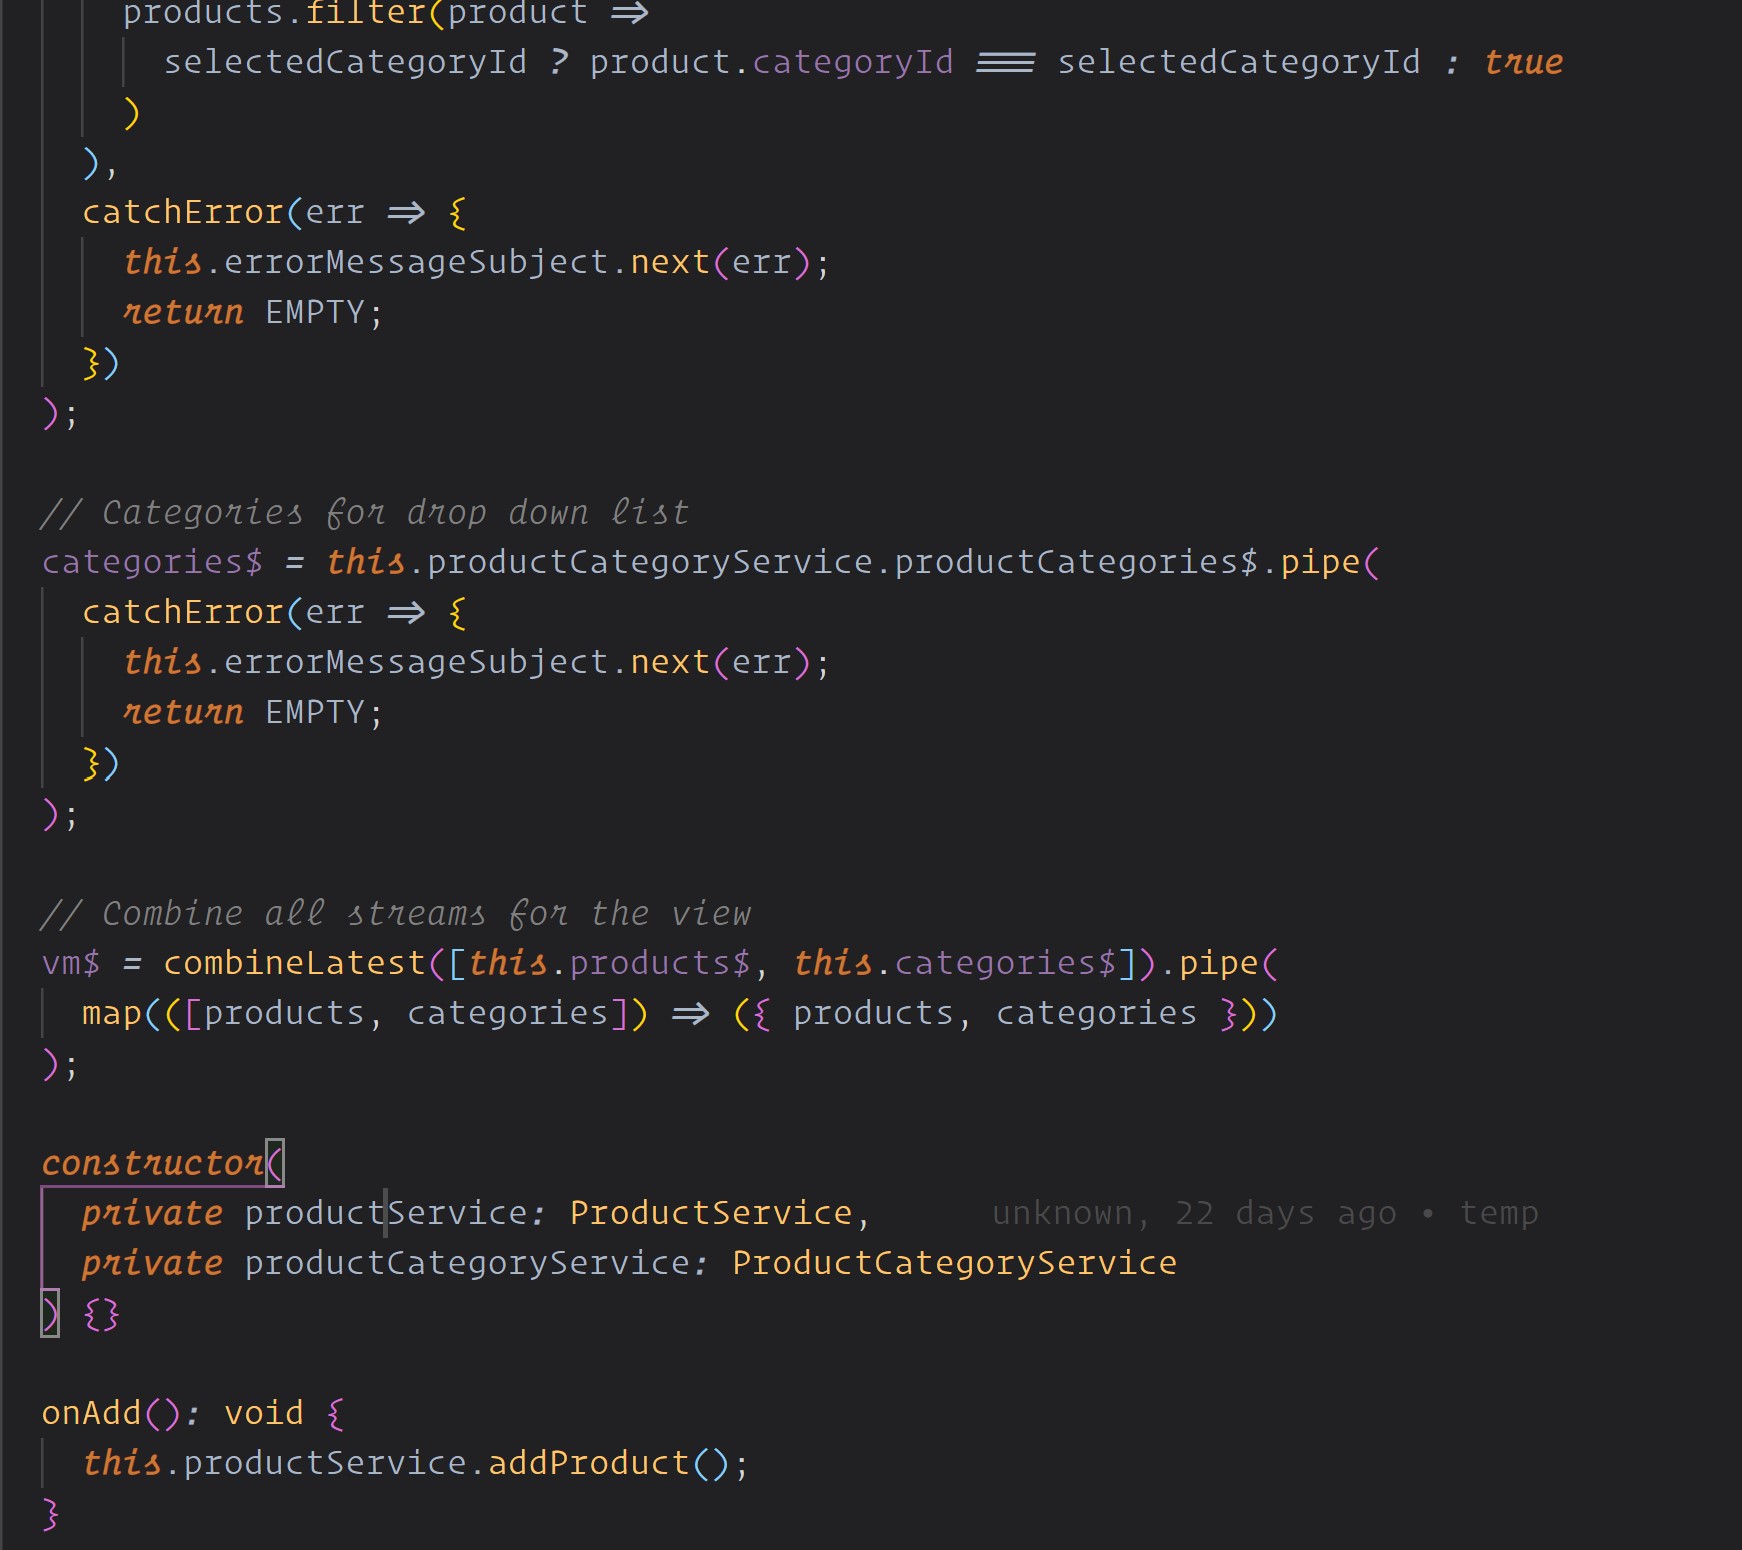 products.filter(product =>
selectedCategoryId ? product.categoryId === selectedCategoryId : true
)
),
catchError(err => {
this.errorMessageSubject.next(err);
return EMPTY;
})
);
// Categories for drop down list
categories$ = this.productCategoryService.productCategories$.pipe(
catchError(err => {
this.errorMessageSubject.next(err);
return EMPTY;
})
);
// Combine all streams for the view
vm$ = combineLatest([this.products$, this.categories$]).pipe(
map(([products, categories]) => ({ products, categories }))
);
constructor(
private productService: ProductService, unknown, 22 days ago • temp
private productCategoryService: ProductCategoryService
) {}
onAdd(): void {
this.productService.addProduct();
}